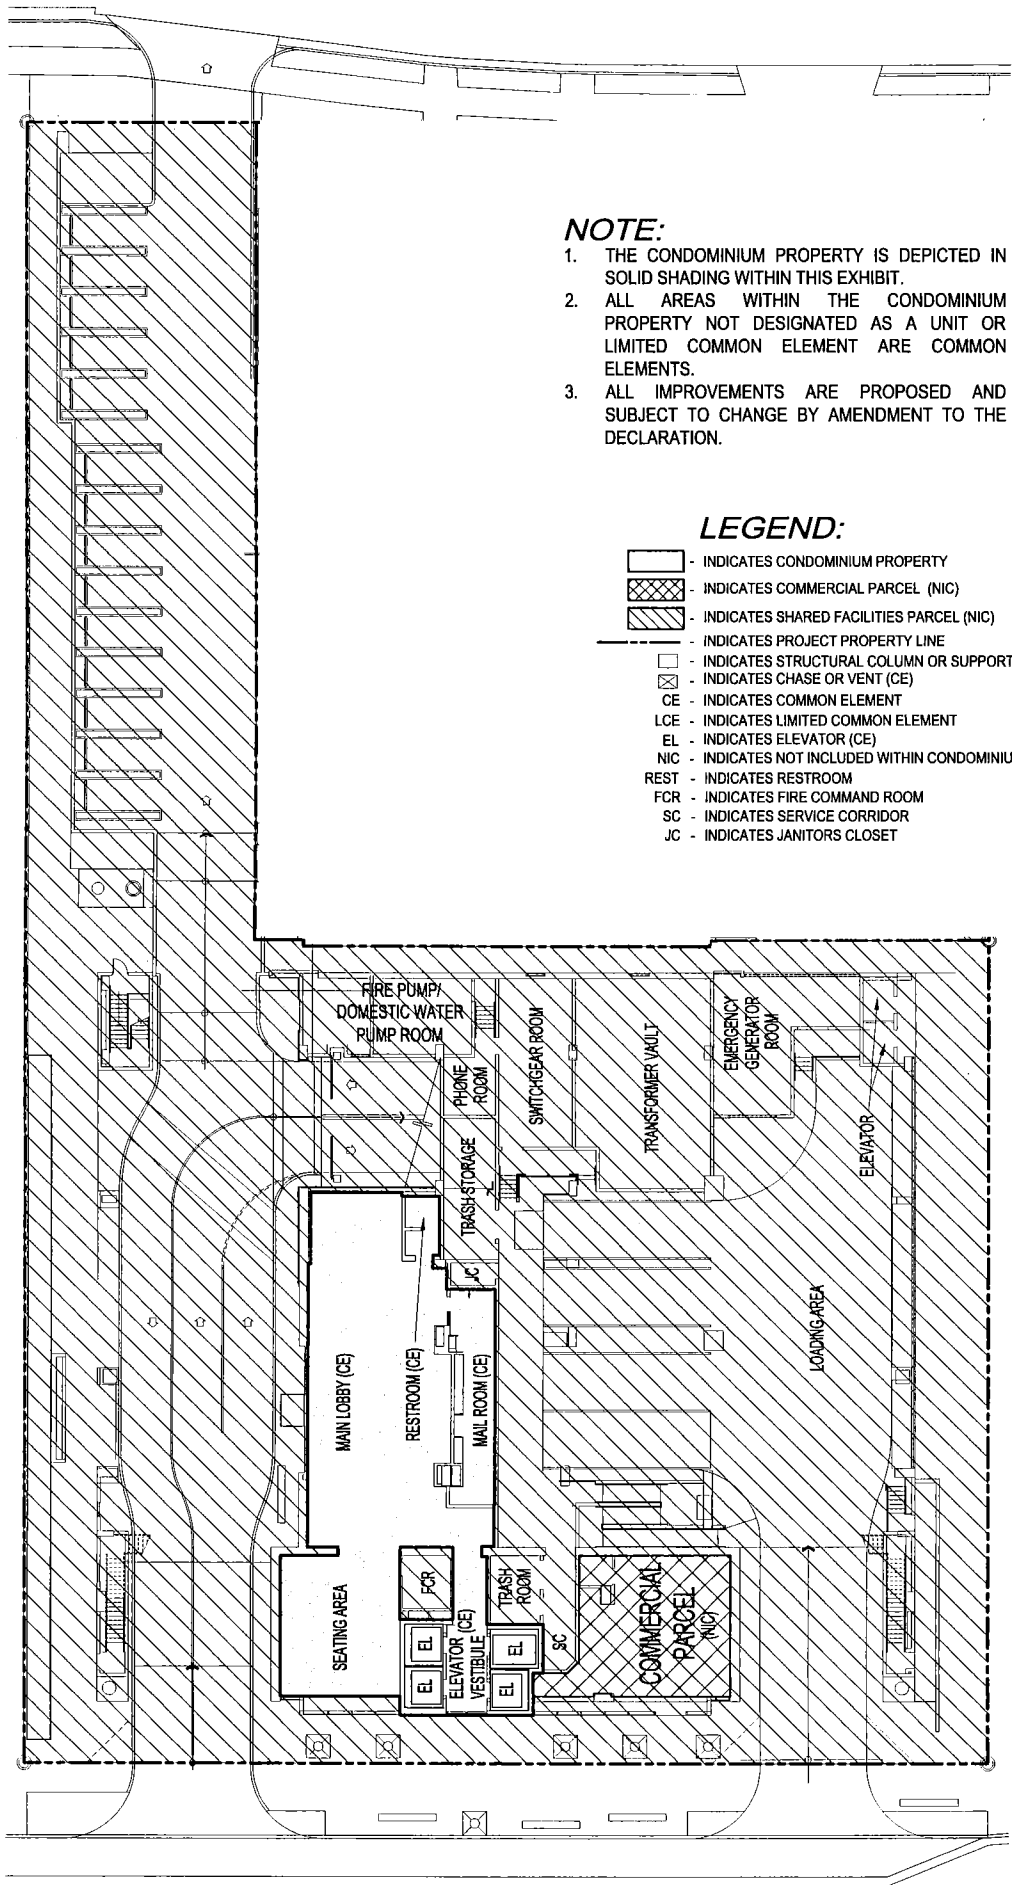 NOTE:
1. THE CONDOMINIUM PROPERTY IS DEPICTED IN
SOLID SHADING WITHIN THIS EXHIBIT.
2. ALL AREAS WITHIN THE CONDOMINIUM
PROPERTY NOT DESIGNATED AS A UNIT OR
LIMITED COMMON ELEMENT ARE COMMON
ELEMENTS.
3. ALL IMPROVEMENTS ARE PROPOSED AND
SUBJECT TO CHANGE BY AMENDMENT TO THE
DECLARATION.
LEGEND:
- INDICATES CONDOMINIUM PROPERTY
- INDICATES COMMERCIAL PARCEL (NIC)
- INDICATES SHARED FACILITIES PARCEL (NIC)
- INDICATES PROJECT PROPERTY LINE
- INDICATES STRUCTURAL COLUMN OR SUPPORT
- INDICATES CHASE OR VENT (CE)
CE - INDICATES COMMON ELEMENT
LCE - INDICATES LIMITED COMMON ELEMENT
EL - INDICATES ELEVATOR (CE)
NIC - INDICATES NOT INCLUDED WITHIN CONDOMINIU
REST - INDICATES RESTROOM
FCR - INDICATES FIRE COMMAND ROOM
SC - INDICATES SERVICE CORRIDOR
JC - INDICATES JANITORS CLOSET
FIRE PUMP/
DOMESTIC WATER
PUMP ROOM
PHONE
ROOM
SWITCHGEAR ROOM
TRANSFORMER VAULT
EMERGENCY
GENERATOR
ROOM
ELEVATOR
TRASH STORAGE
JC
MAIN LOBBY (CE)
RESTROOM (CE)
MAIL ROOM (CE)
LOADING AREA
SEATING AREA
FCR
TRASH
ROOM
COMMERCIAL
PARCEL
(NIC)
SC
EL
EL
ELEVATOR (CE)
VESTIBULE
EL
EL